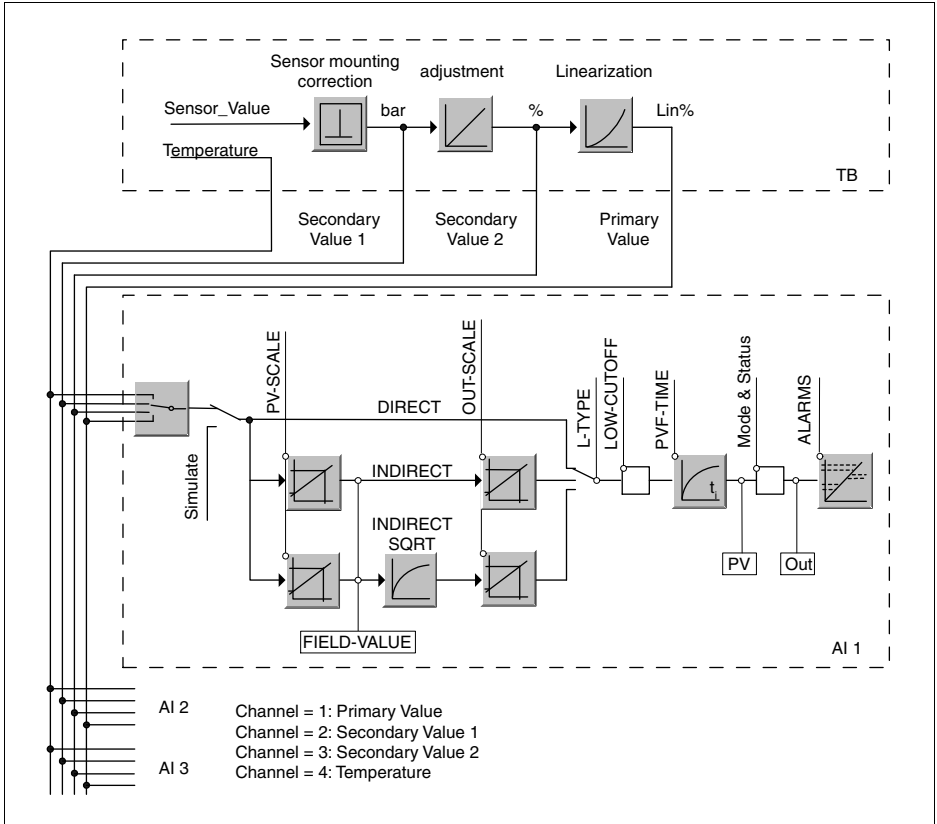 Sensor mounting
correction
adjustment
Linearization
Sensor_Value
bar
%
Lin%
Temperature
TB
Secondary
Value 1
Secondary
Value 2
Primary
Value
PV-SCALE
OUT-SCALE
L-TYPE
LOW-CUTOFF
PVF-TIME
Mode & Status
ALARMS
DIRECT
Simulate
INDIRECT
ti
INDIRECT
SQRT
PV
Out
FIELD-VALUE
AI 1
AI 2
AI 3
Channel = 1: Primary Value
Channel = 2: Secondary Value 1
Channel = 3: Secondary Value 2
Channel = 4: Temperature